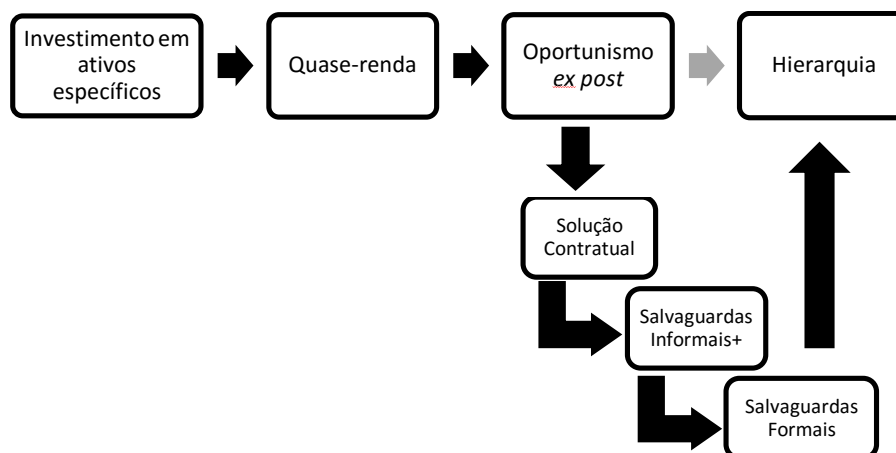 Investimento em
ativos
específicos
Quase-renda
Oportunismo
ex post
Hierarquia
Solução
Contratual
Salvaguardas
Informais+
Salvaguardas
Formais